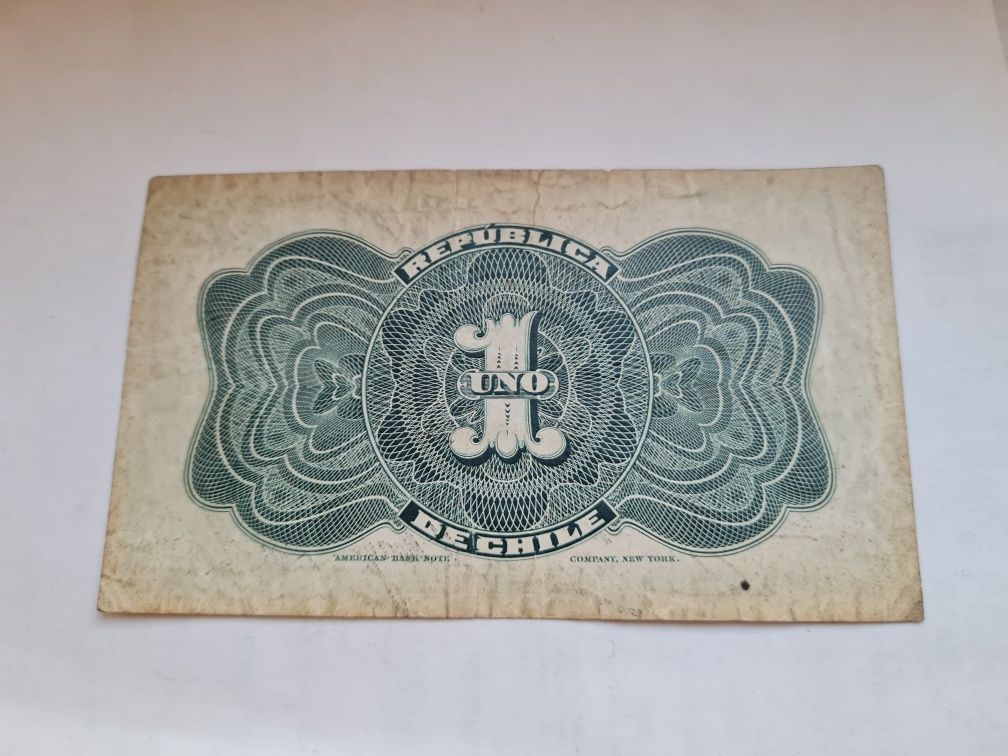 REPÚBLICA
1
UNO
DE CHILE
AMERICAN BANK NOTE COMPANY, NEW YORK.